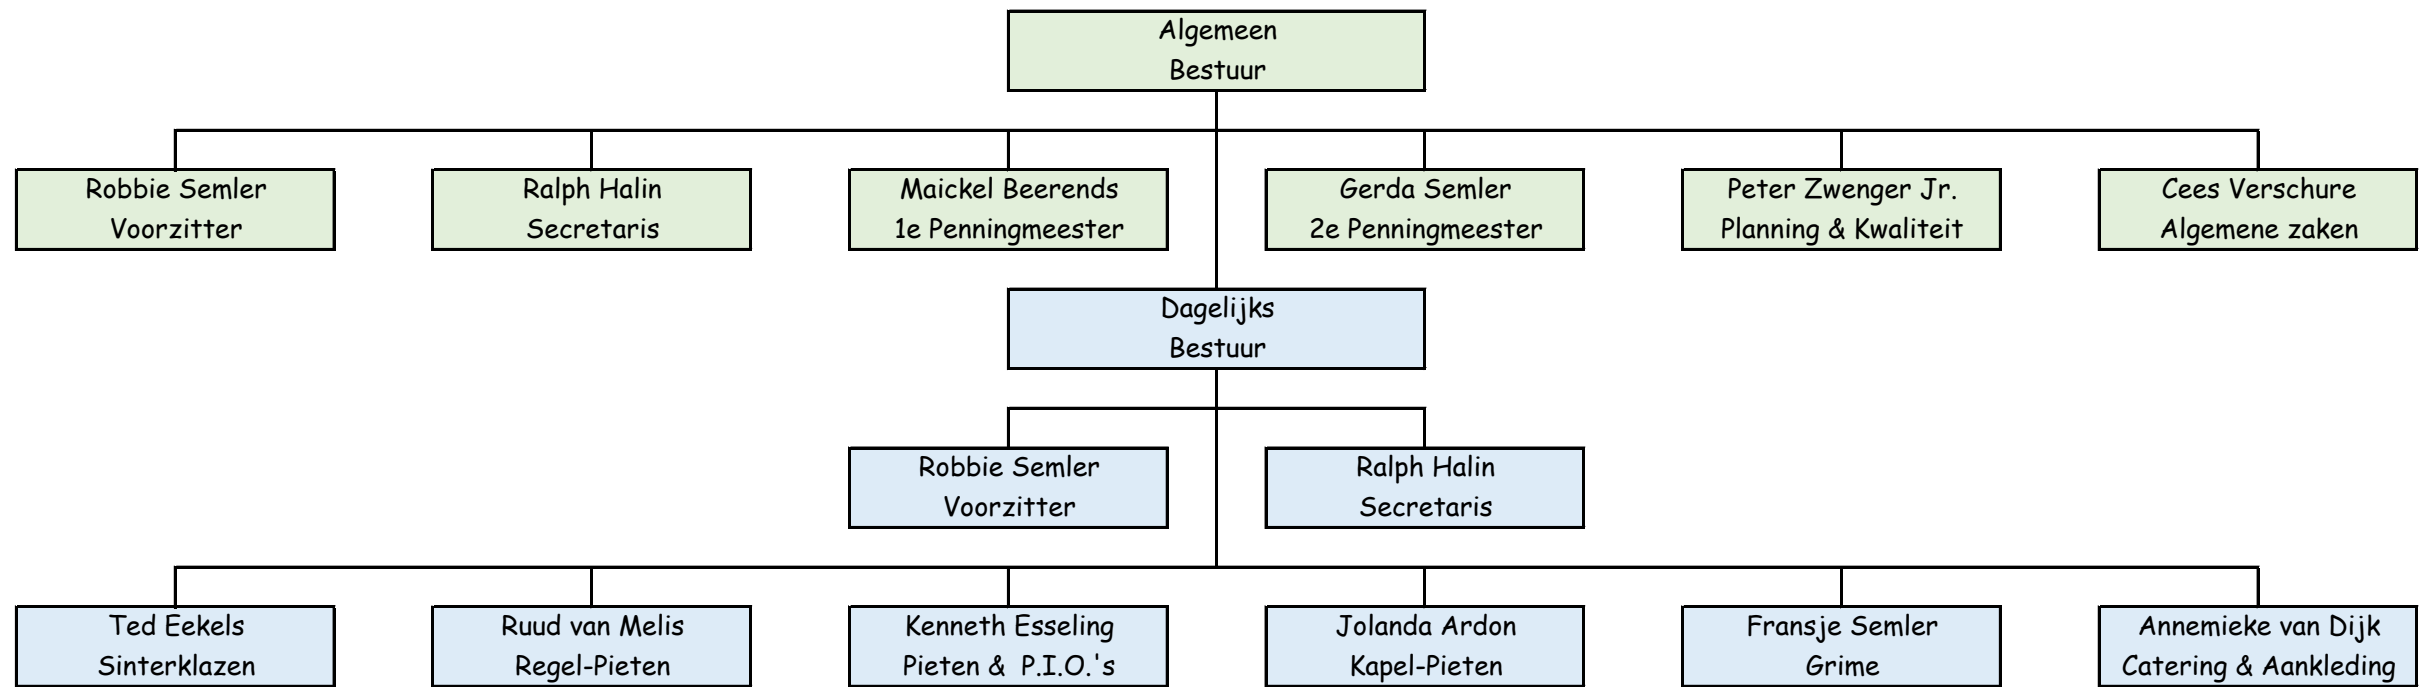 Algemeen
Bestuur
Robbie Semler
Voorzitter
Ralph Halin
Secretaris
Maickel Beerends
1e Penningmeester
Gerda Semler
2e Penningmeester
Peter Zwenger Jr.
Planning & Kwaliteit
Cees Verschure
Algemene zaken
Dagelijks
Bestuur
Robbie Semler
Voorzitter
Ralph Halin
Secretaris
Ted Eekels
Sinterklazen
Ruud van Melis
Regel-Pieten
Kenneth Esseling
Pieten &  P.I.O.'s
Jolanda Ardon
Kapel-Pieten
Fransje Semler
Grime
Annemieke van Dijk
Catering & Aankleding